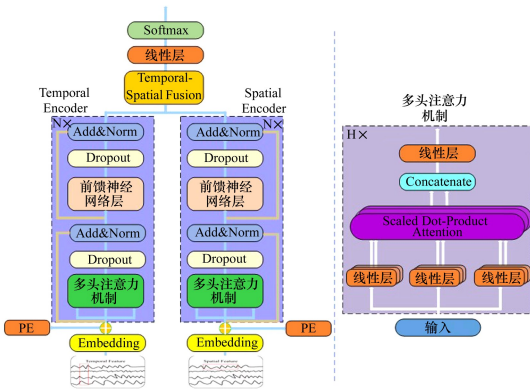 Softmax
线性层
Temporal-
Spatial Fusion
Temporal
Encoder
Spatial
Encoder
N×
N×
Add&Norm
Add&Norm
Dropout
Dropout
前馈神经
网络层
前馈神经
网络层
Add&Norm
Add&Norm
Dropout
Dropout
多头注意力
机制
多头注意力
机制
PE
PE
Embedding
Embedding
Temporal Feature
Spatial Feature
多头注意力
机制
H×
线性层
Concatenate
Scaled Dot-Product
Attention
线性层
线性层
线性层
输入